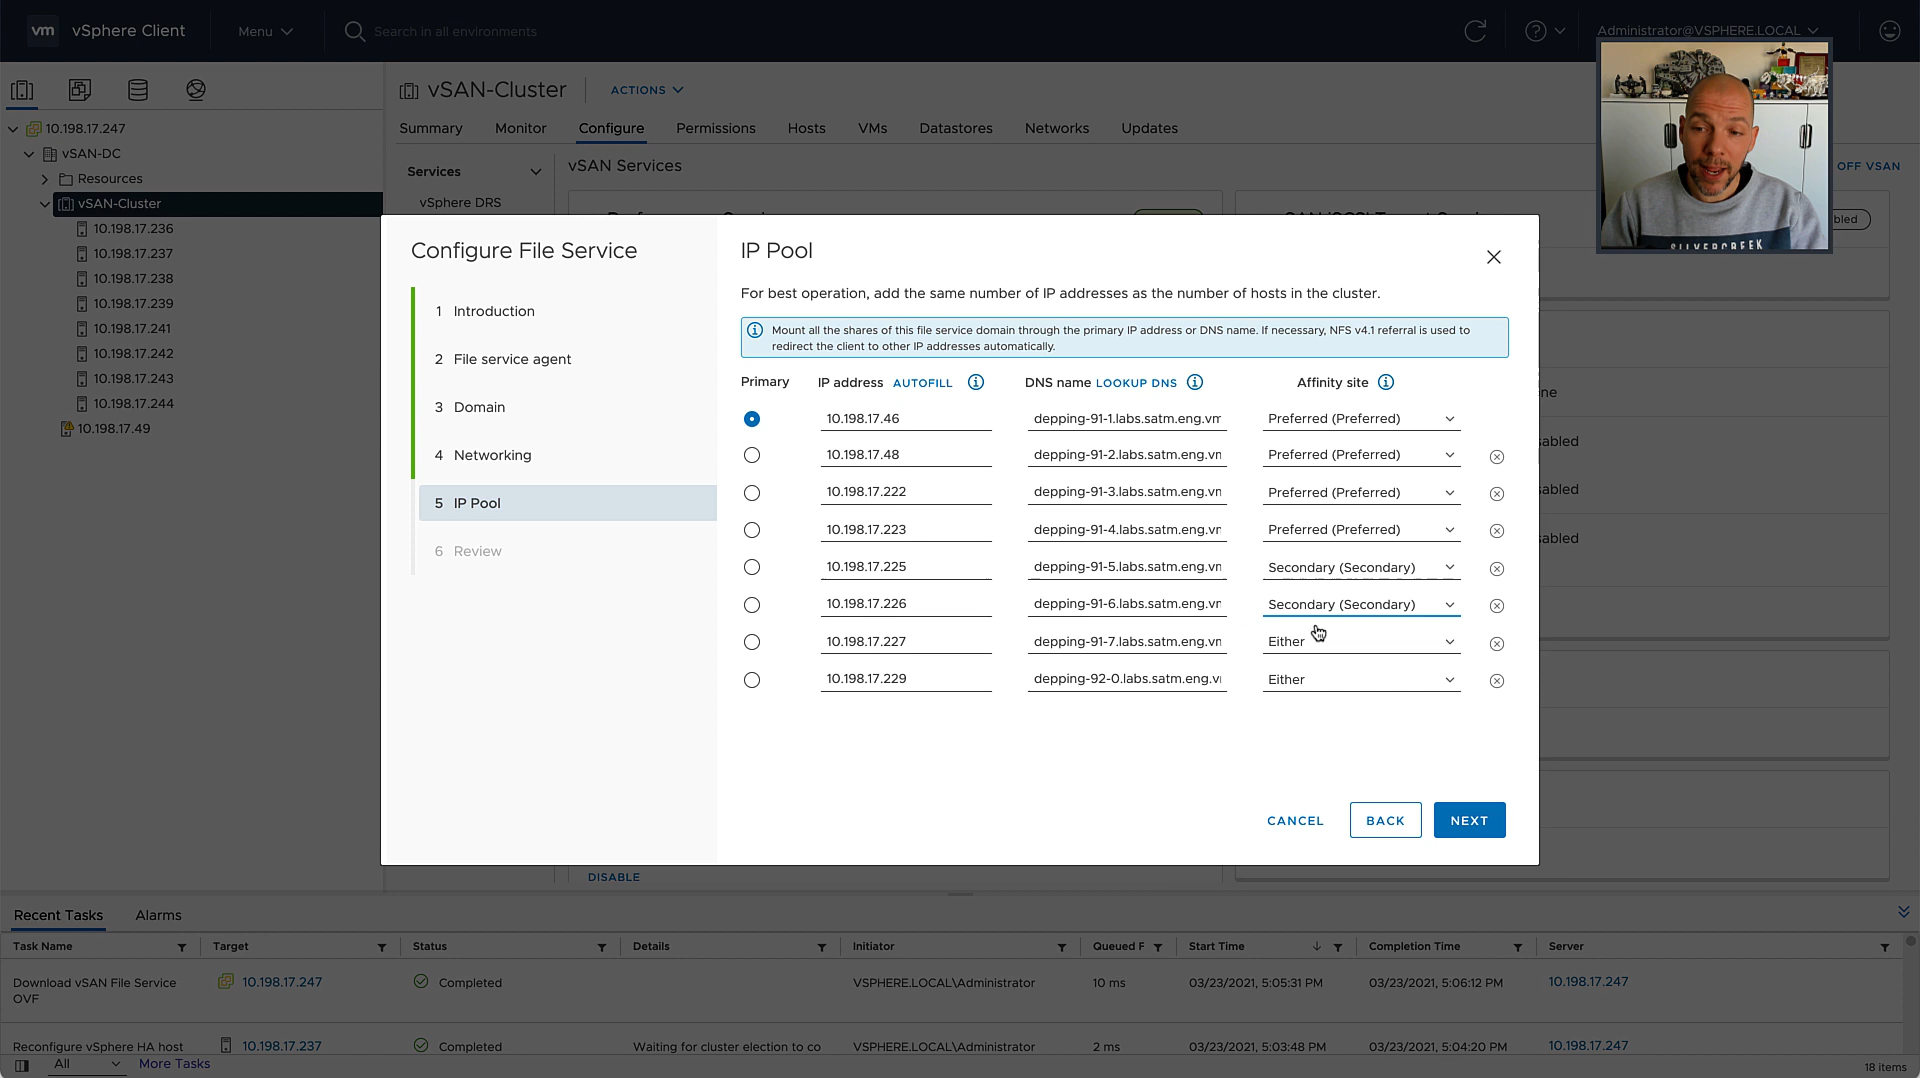 vm vSphere Client Menu Search in all environments Administrator@VSPHERE.LOCAL
vSAN-Cluster ACTIONS
Summary Monitor Configure Permissions Hosts VMs Datastores Networks Updates
10.198.17.247
vSAN-DC
Resources
vSAN-Cluster
10.198.17.236
10.198.17.237
10.198.17.238
10.198.17.239
10.198.17.241
10.198.17.242
10.198.17.243
10.198.17.244
10.198.17.49
Services
vSphere DRS
vSAN Services
OFF VSAN
SILVERCREEK
bled
ne
abled
abled
abled
Configure File Service
1 Introduction
2 File service agent
3 Domain
4 Networking
5 IP Pool
6 Review
IP Pool
For best operation, add the same number of IP addresses as the number of hosts in the cluster.
Mount all the shares of this file service domain through the primary IP address or DNS name. If necessary, NFS v4.1 referral is used to
redirect the client to other IP addresses automatically.
Primary IP address AUTOFILL DNS name LOOKUP DNS Affinity site
10.198.17.46 depping-91-1.labs.satm.eng.vm Preferred (Preferred)
10.198.17.48 depping-91-2.labs.satm.eng.vm Preferred (Preferred)
10.198.17.222 depping-91-3.labs.satm.eng.vm Preferred (Preferred)
10.198.17.223 depping-91-4.labs.satm.eng.vm Preferred (Preferred)
10.198.17.225 depping-91-5.labs.satm.eng.vm Secondary (Secondary)
10.198.17.226 depping-91-6.labs.satm.eng.vm Secondary (Secondary)
10.198.17.227 depping-91-7.labs.satm.eng.vm Either
10.198.17.229 depping-92-0.labs.satm.eng.v Either
CANCEL BACK NEXT
DISABLE
Recent Tasks Alarms
Task Name Target Status Details Initiator Queued F Start Time Completion Time Server
Download vSAN File Service
OVF
10.198.17.247 Completed VSPHERE.LOCAL\Administrator 10 ms 03/23/2021, 5:05:31 PM 03/23/2021, 5:06:12 PM 10.198.17.247
Reconfigure vSphere HA host 10.198.17.237 Completed Waiting for cluster election to co VSPHERE.LOCAL\Administrator 2 ms 03/23/2021, 5:03:48 PM 03/23/2021, 5:04:20 PM 10.198.17.247
All More Tasks 18 items